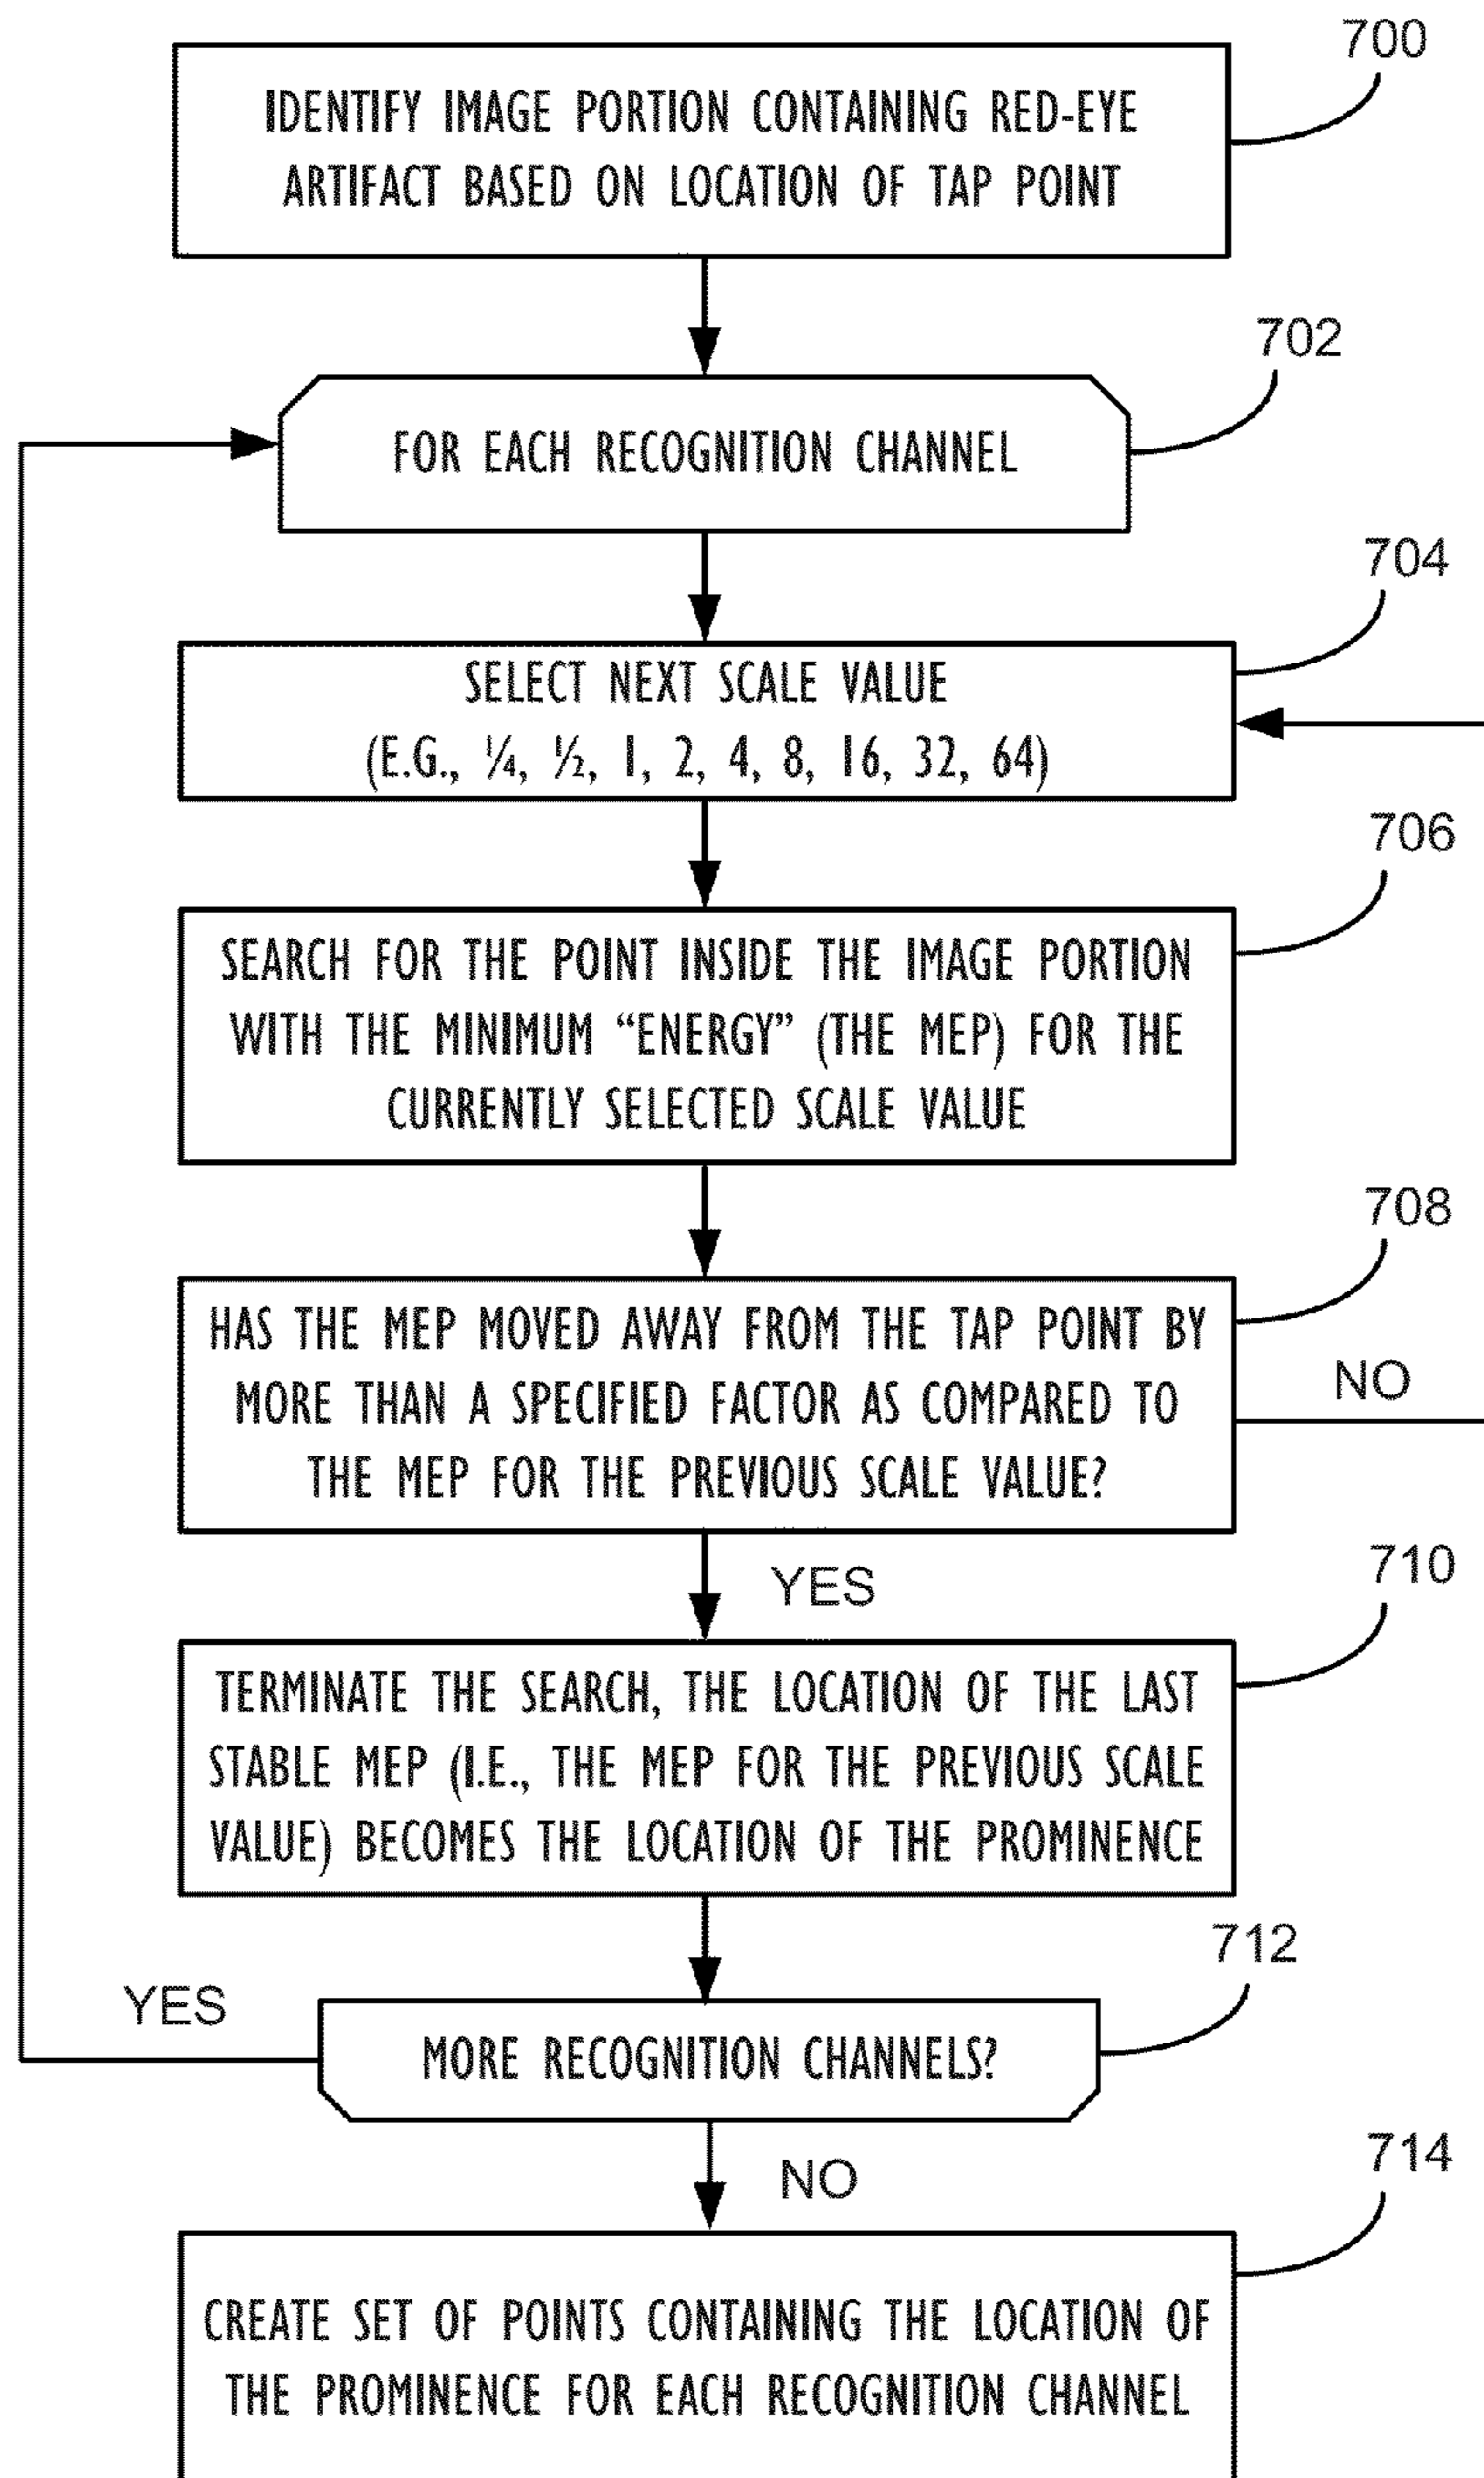 700
IDENTIFY IMAGE PORTION CONTAINING RED-EYE
ARTIFACT BASED ON LOCATION OF TAP POINT
702
FOR EACH RECOGNITION CHANNEL
704
SELECT NEXT SCALE VALUE
(E.G., ¼, ½, 1, 2, 4, 8, 16, 32, 64)
706
SEARCH FOR THE POINT INSIDE THE IMAGE PORTION
WITH THE MINIMUM “ENERGY” (THE MEP) FOR THE
CURRENTLY SELECTED SCALE VALUE
708
HAS THE MEP MOVED AWAY FROM THE TAP POINT BY
MORE THAN A SPECIFIED FACTOR AS COMPARED TO
THE MEP FOR THE PREVIOUS SCALE VALUE?
NO
YES
710
TERMINATE THE SEARCH, THE LOCATION OF THE LAST
STABLE MEP (I.E., THE MEP FOR THE PREVIOUS SCALE
VALUE) BECOMES THE LOCATION OF THE PROMINENCE
712
YES
MORE RECOGNITION CHANNELS?
NO
714
CREATE SET OF POINTS CONTAINING THE LOCATION OF
THE PROMINENCE FOR EACH RECOGNITION CHANNEL